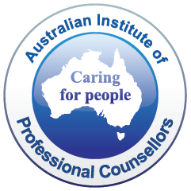 Australian Institute of
Caring
for people
Professional Counsellors